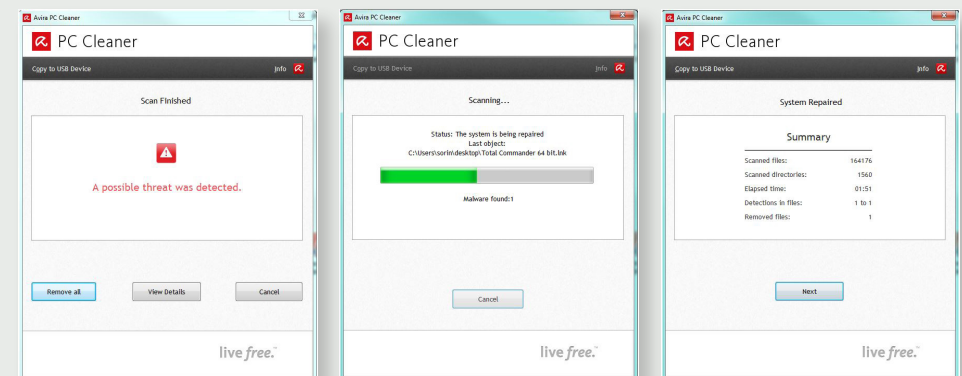 Avira PC Cleaner
PC Cleaner
Copy to USB Device Info
Scan Finished
A possible threat was detected.
Remove all View Details Cancel
live free.™
Avira PC Cleaner
PC Cleaner
Copy to USB Device Info
Scanning...
Status: The system is being repaired
Last object:
C:\Users\sorim\desktop\Total Commander 64 bit.lnk
Malware found:1
Cancel
live free.™
Avira PC Cleaner
PC Cleaner
Copy to USB Device Info
System Repaired
Summary
Scanned files: 164176
Scanned directories: 1560
Elapsed time: 01:51
Detections in files: 1 to 1
Removed files: 1
Next
live free.™